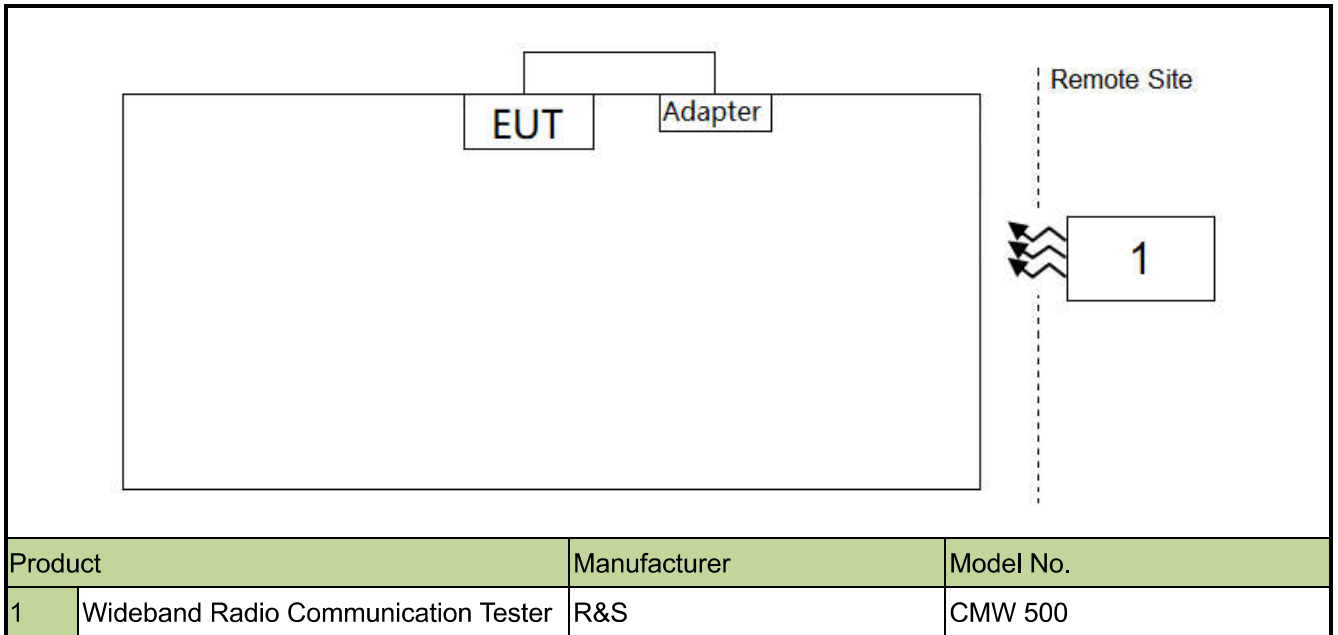 Remote Site
EUT
Adapter
1
Product Manufacturer Model No.
1 Wideband Radio Communication Tester R&S CMW 500